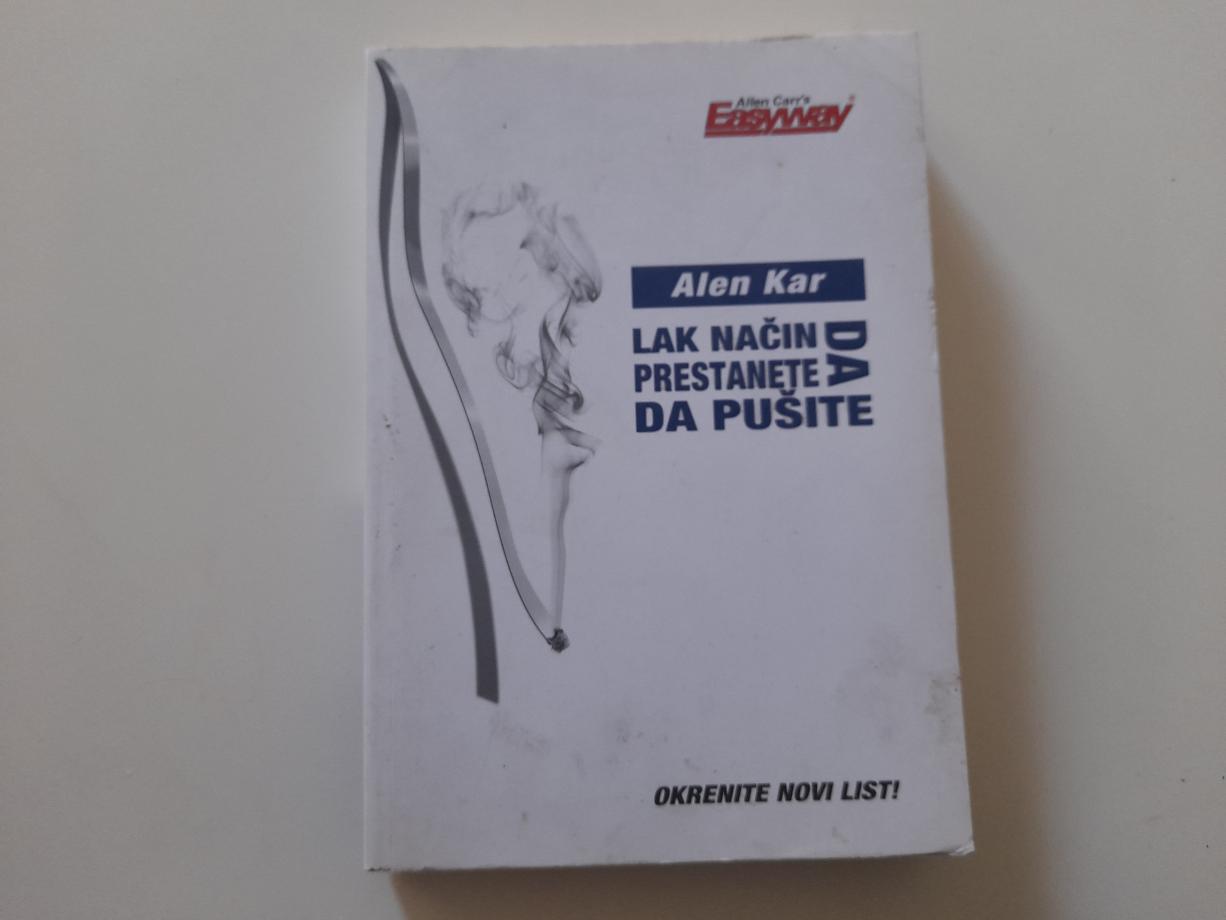 Allen Carr's
Easyway®
Alen Kar
LAK NAČIN DA
PRESTANETE
DA PUŠITE
OKRENITE NOVI LIST!